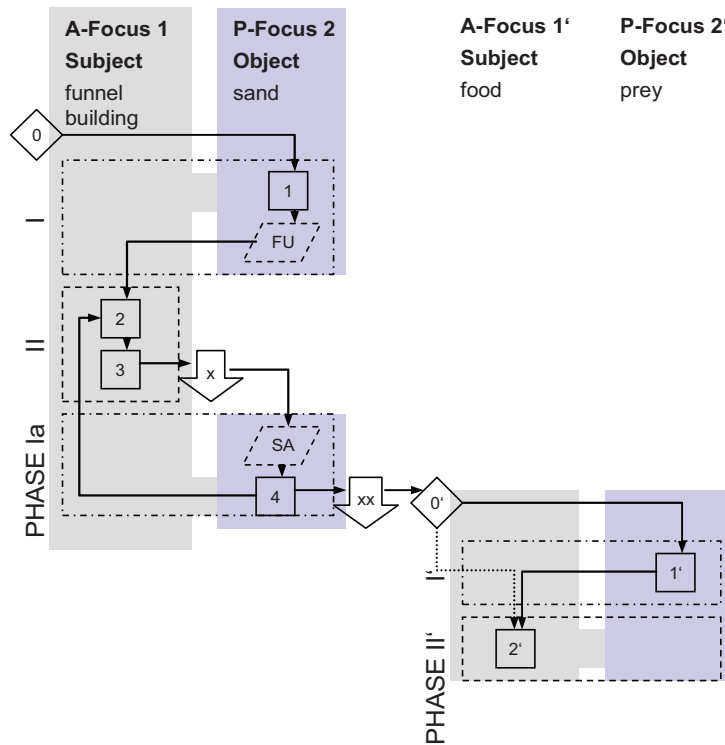 A-Focus 1
Subject
funnel
building
P-Focus 2
Object
sand
A-Focus 1‘
Subject
food
P-Focus 2‘
Object
prey
0
I
1
FU
II
2
3
x
PHASE Ia
SA
4
xx
0‘
I‘
1‘
PHASE II‘
2‘